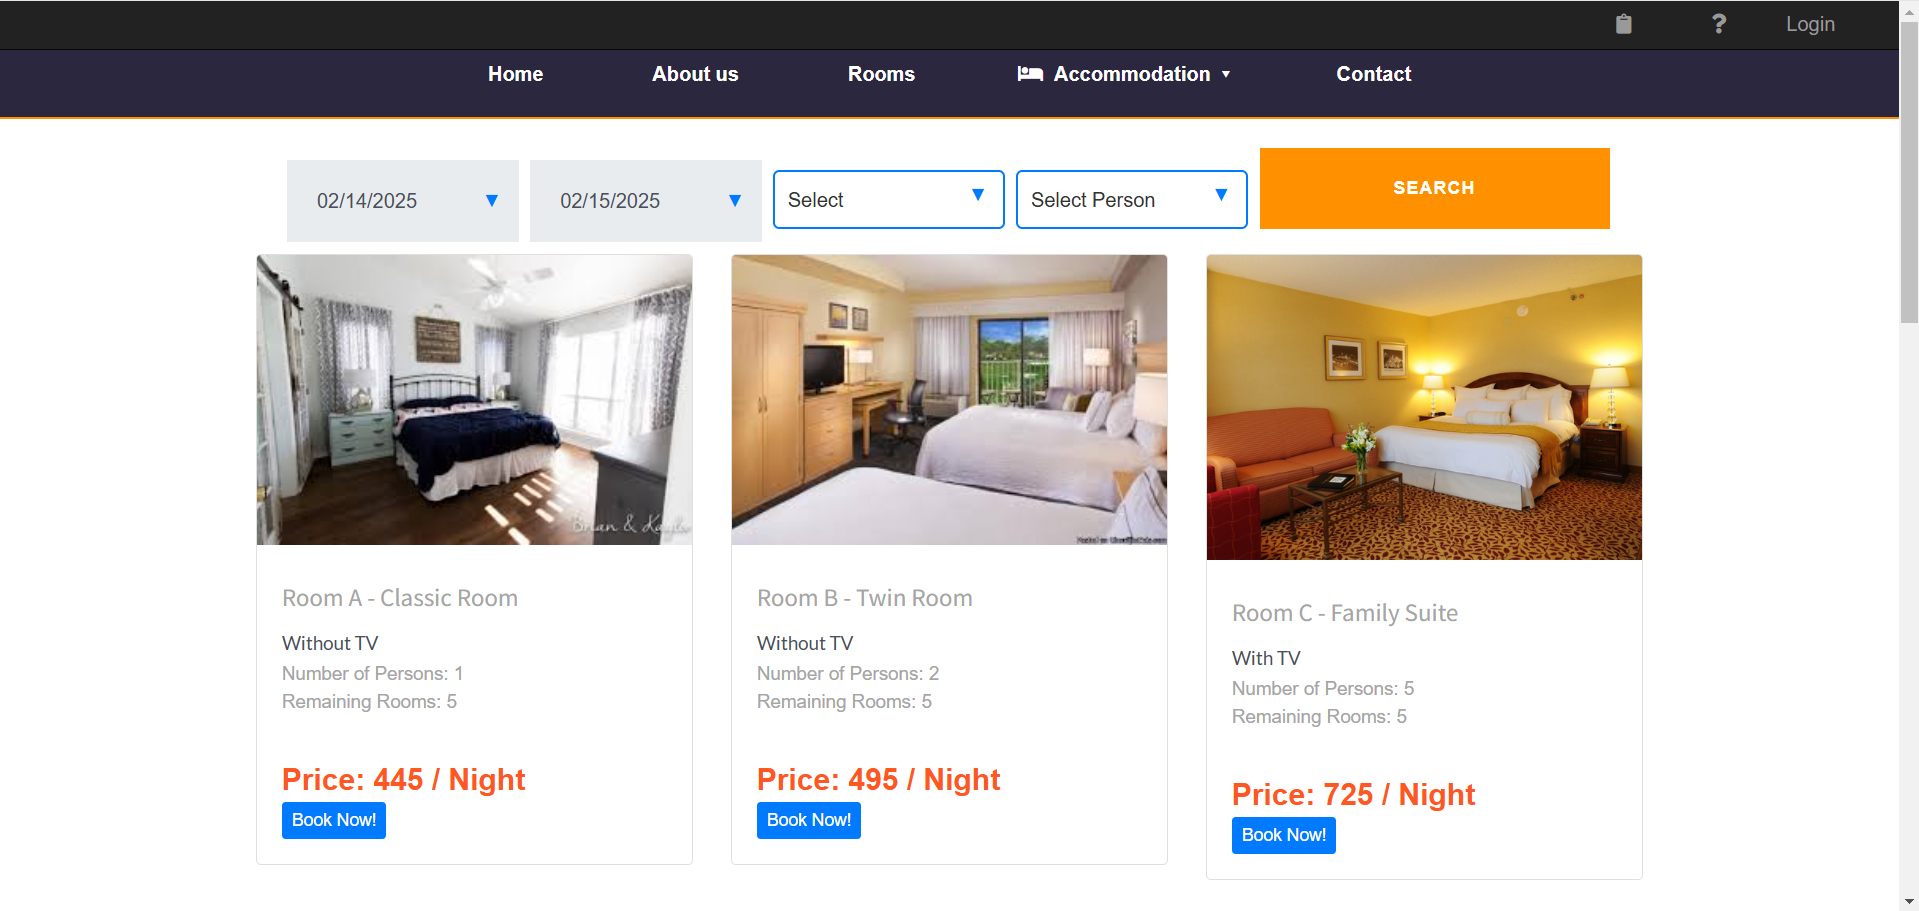 Login
Home About us Rooms Accommodation Contact
02/14/2025 02/15/2025 Select Select Person SEARCH
Brian &
Room A - Classic Room
Without TV
Number of Persons: 1
Remaining Rooms: 5
Price: 445 / Night
Book Now!
Room B - Twin Room
Without TV
Number of Persons: 2
Remaining Rooms: 5
Price: 495 / Night
Book Now!
Room C - Family Suite
With TV
Number of Persons: 5
Remaining Rooms: 5
Price: 725 / Night
Book Now!